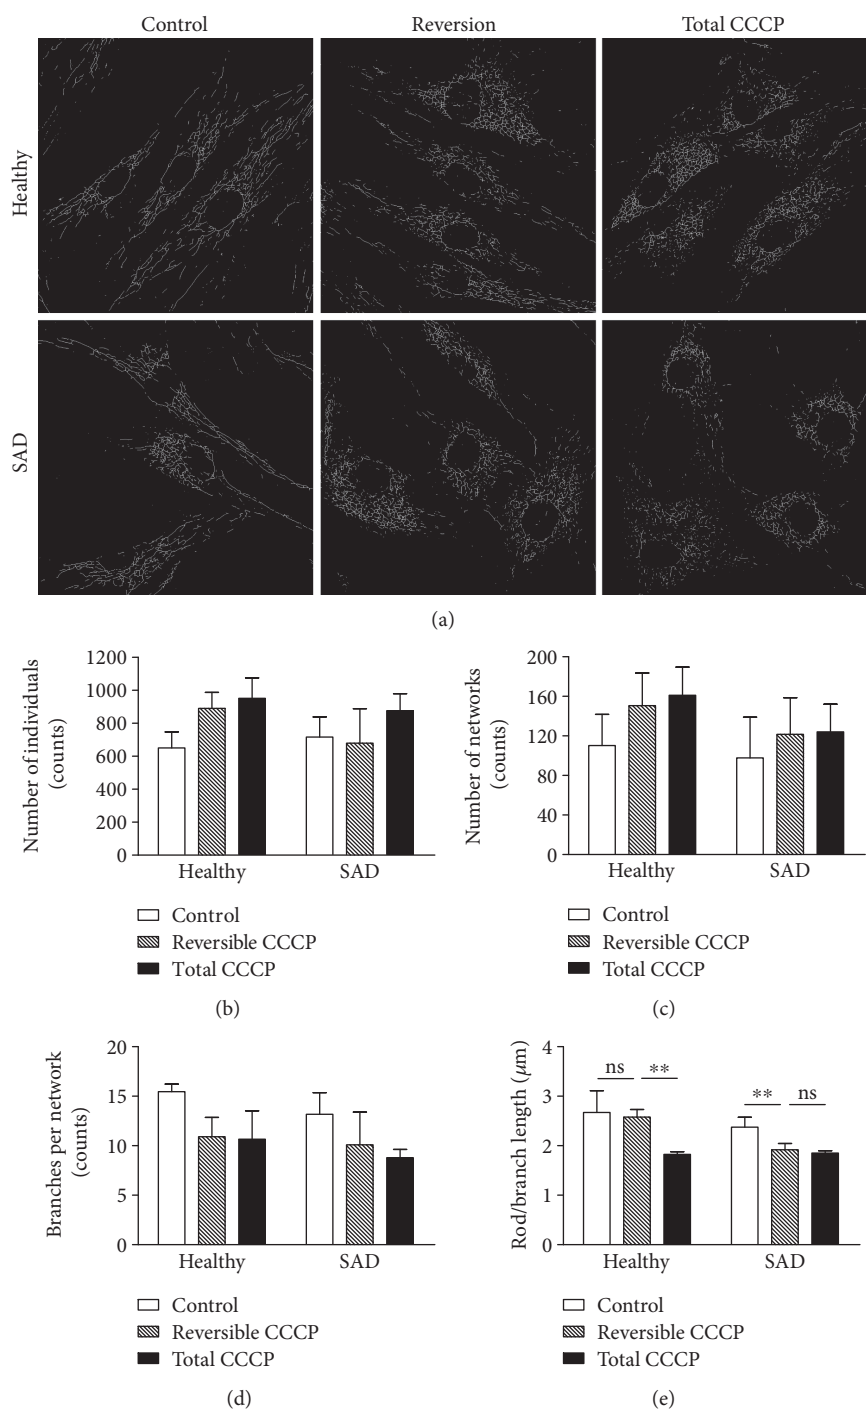 Control Reversion Total CCCP
Healthy
SAD
(a)
Number of individuals
(counts)
1200
1000
800
600
400
200
0
Healthy SAD
Control
Reversible CCCP
Total CCCP
(b)
Number of networks
(counts)
200
160
120
80
40
0
Healthy SAD
Control
Reversible CCCP
Total CCCP
(c)
Branches per network
(counts)
20
15
10
5
0
Healthy SAD
Control
Reversible CCCP
Total CCCP
(d)
Rod/branch length (μm)
4
3
2
1
0
ns ** ** ns
Healthy SAD
Control
Reversible CCCP
Total CCCP
(e)